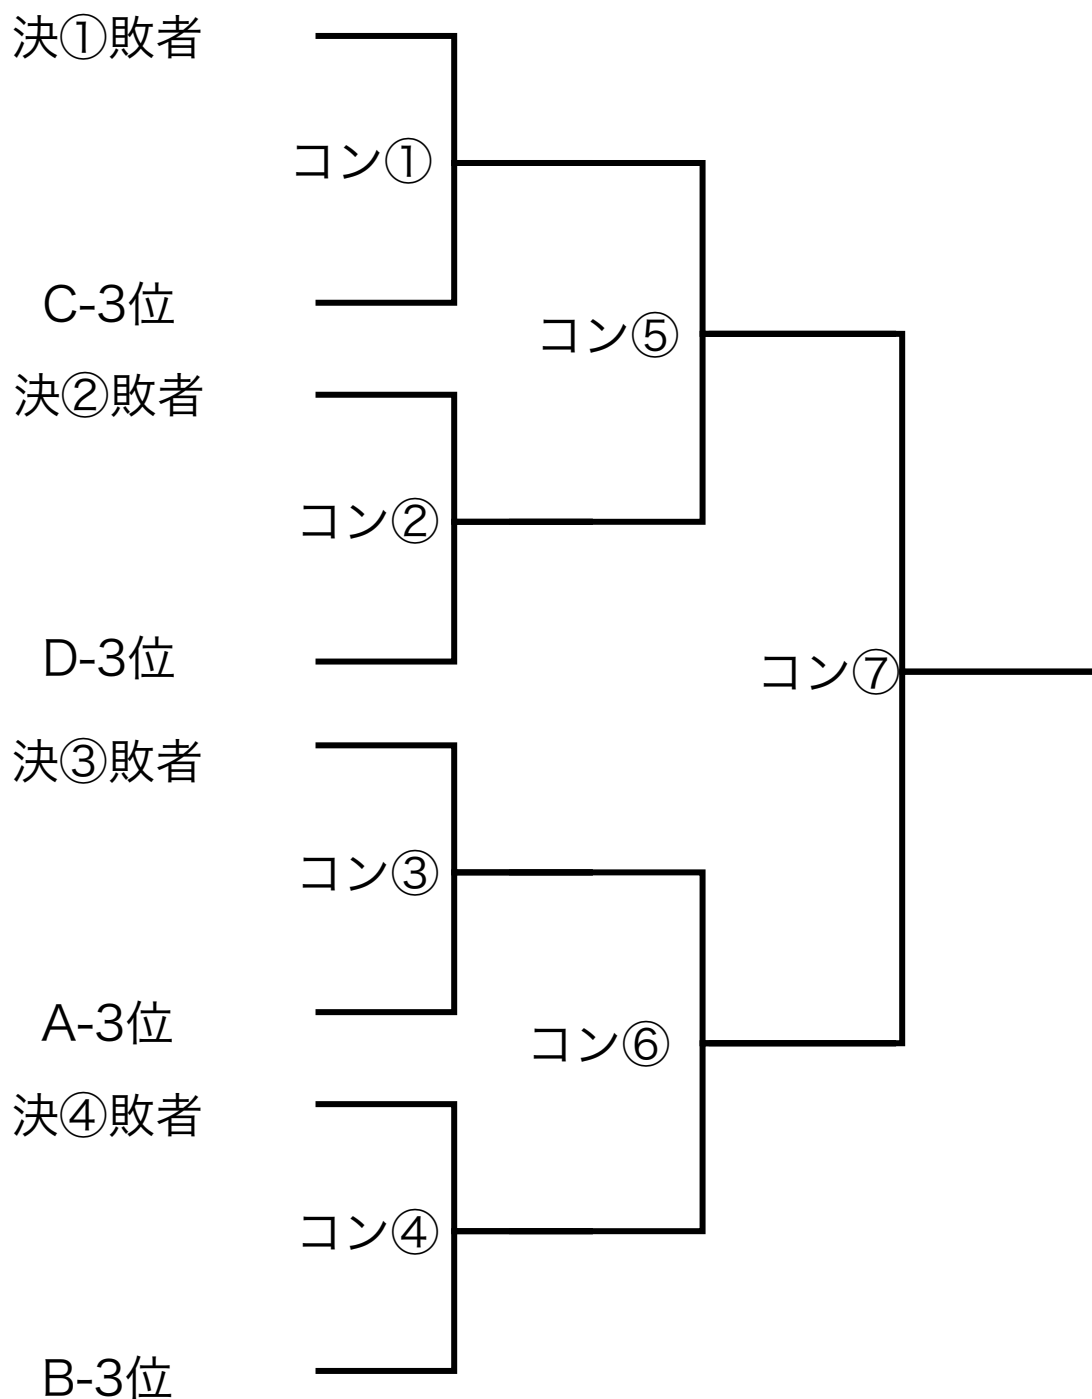 決①敗者
コン①
C-3位
コン⑤
決②敗者
コン②
D-3位
コン⑦
決③敗者
コン③
A-3位
コン⑥
決④敗者
コン④
B-3位